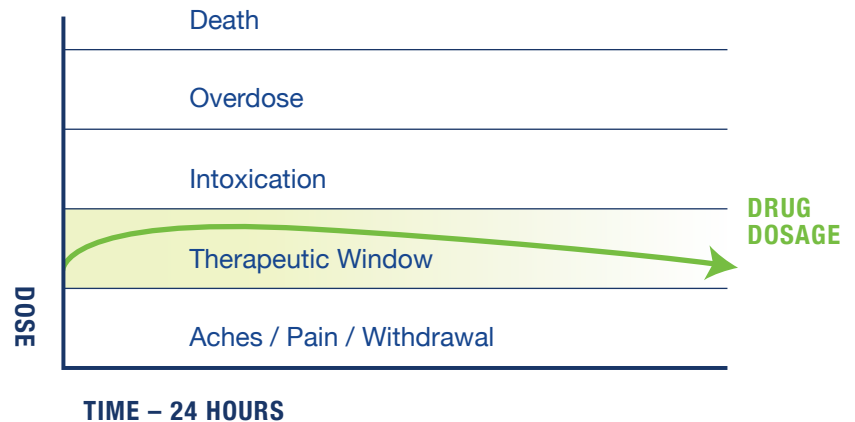 Death
Overdose
Intoxication
DRUG
DOSAGE
Therapeutic Window
DOSE
Aches / Pain / Withdrawal
TIME – 24 HOURS